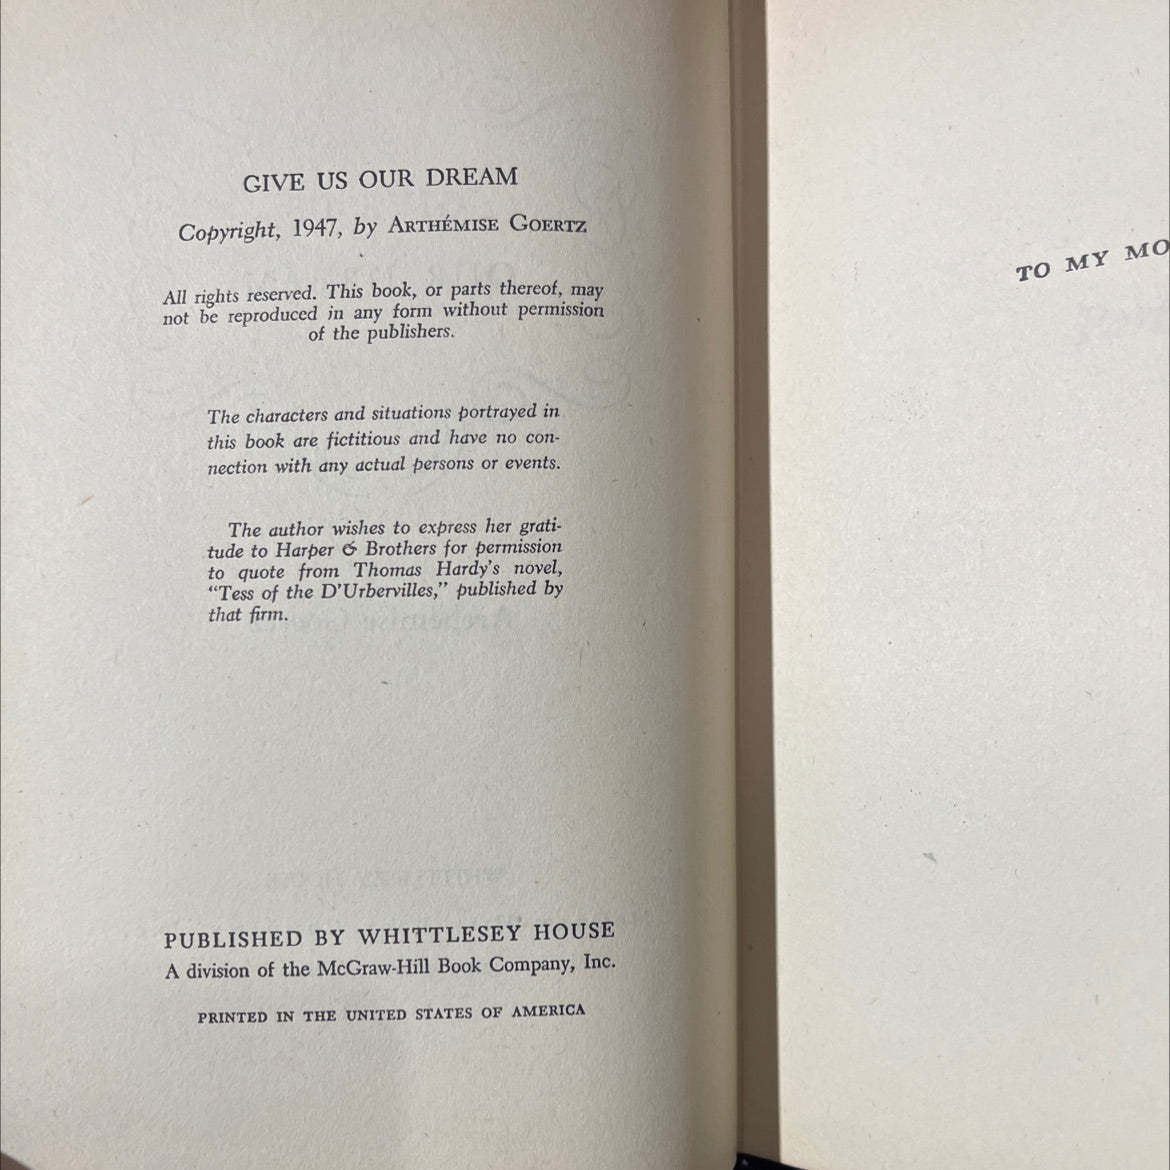 GIVE US OUR DREAM
Copyright, 1947, by ARTHÉMISE GOERTZ
All rights reserved. This book, or parts thereof, may
not be reproduced in any form without permission
of the publishers.
The characters and situations portrayed in
this book are fictitious and have no con-
nection with any actual persons or events.
The author wishes to express her grati-
tude to Harper & Brothers for permission
to quote from Thomas Hardy's novel,
"Tess of the D'Urbervilles," published by
that firm.
PUBLISHED BY WHITTLESEY HOUSE
A division of the McGraw-Hill Book Company, Inc.
PRINTED IN THE UNITED STATES OF AMERICA
TO MY MO